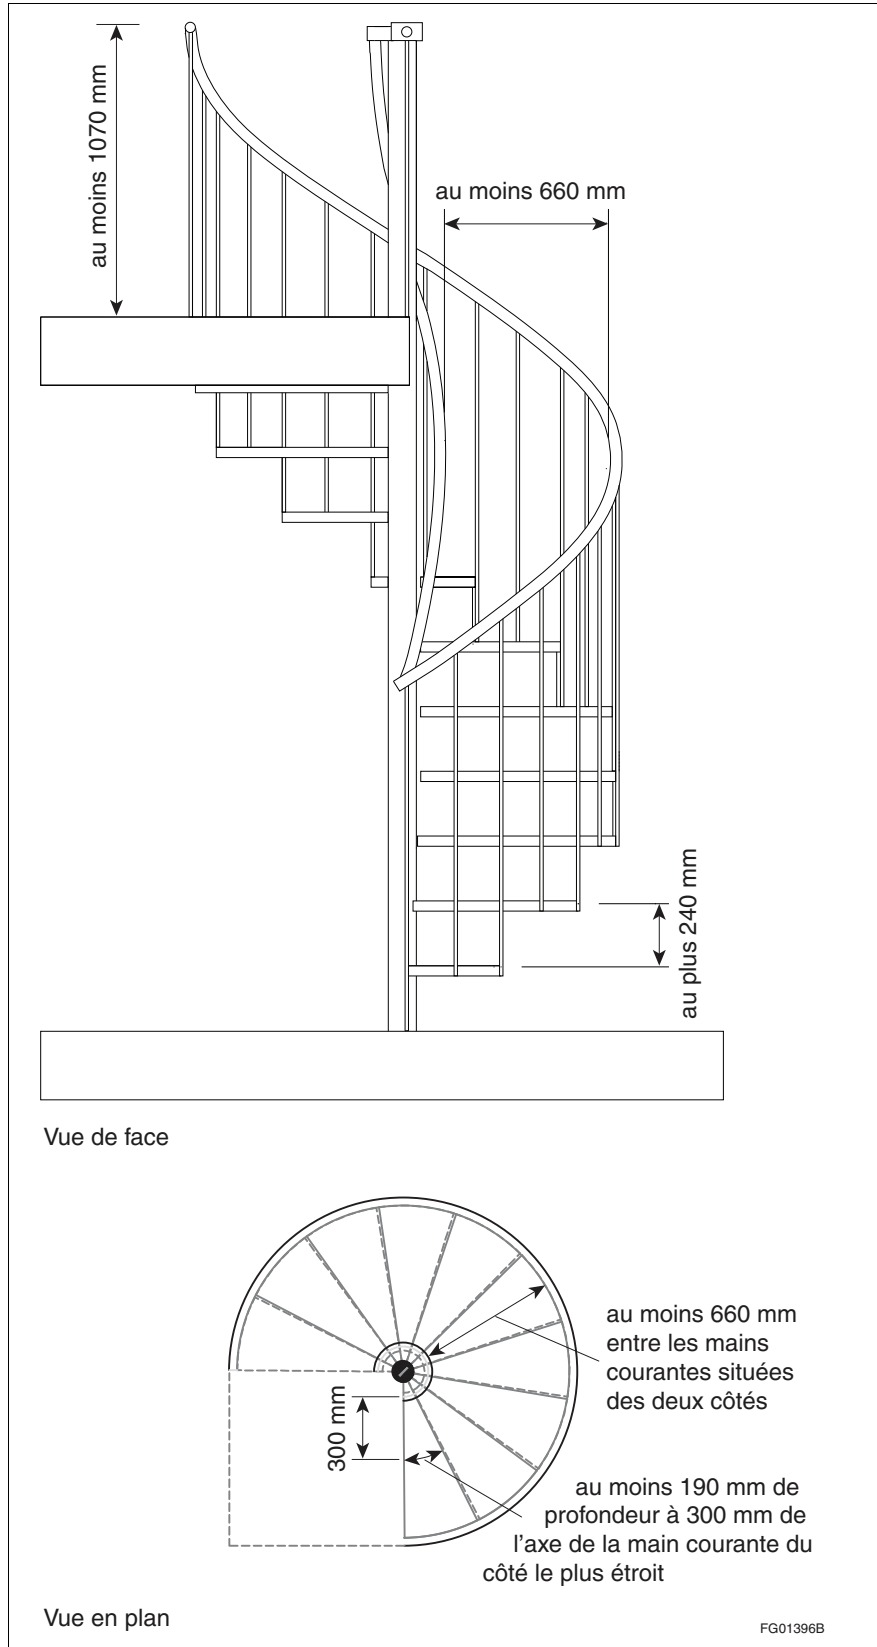 au moins 1070 mm
au moins 660 mm
au plus 240 mm
Vue de face
au moins 660 mm
entre les mains
courantes situées
des deux côtés
300 mm
au moins 190 mm de
profondeur à 300 mm de
l'axe de la main courante du
côté le plus étroit
Vue en plan
FG01396B